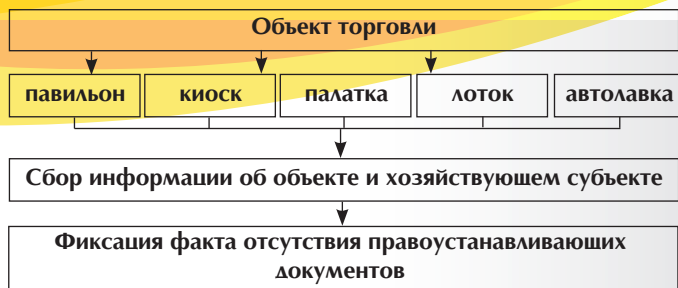 Объект торговли
павильон
киоск
палатка
лоток
автолавка
Сбор информации об объекте и хозяйствующем субъекте
Фиксация факта отсутствия правоустанавливающих
документов